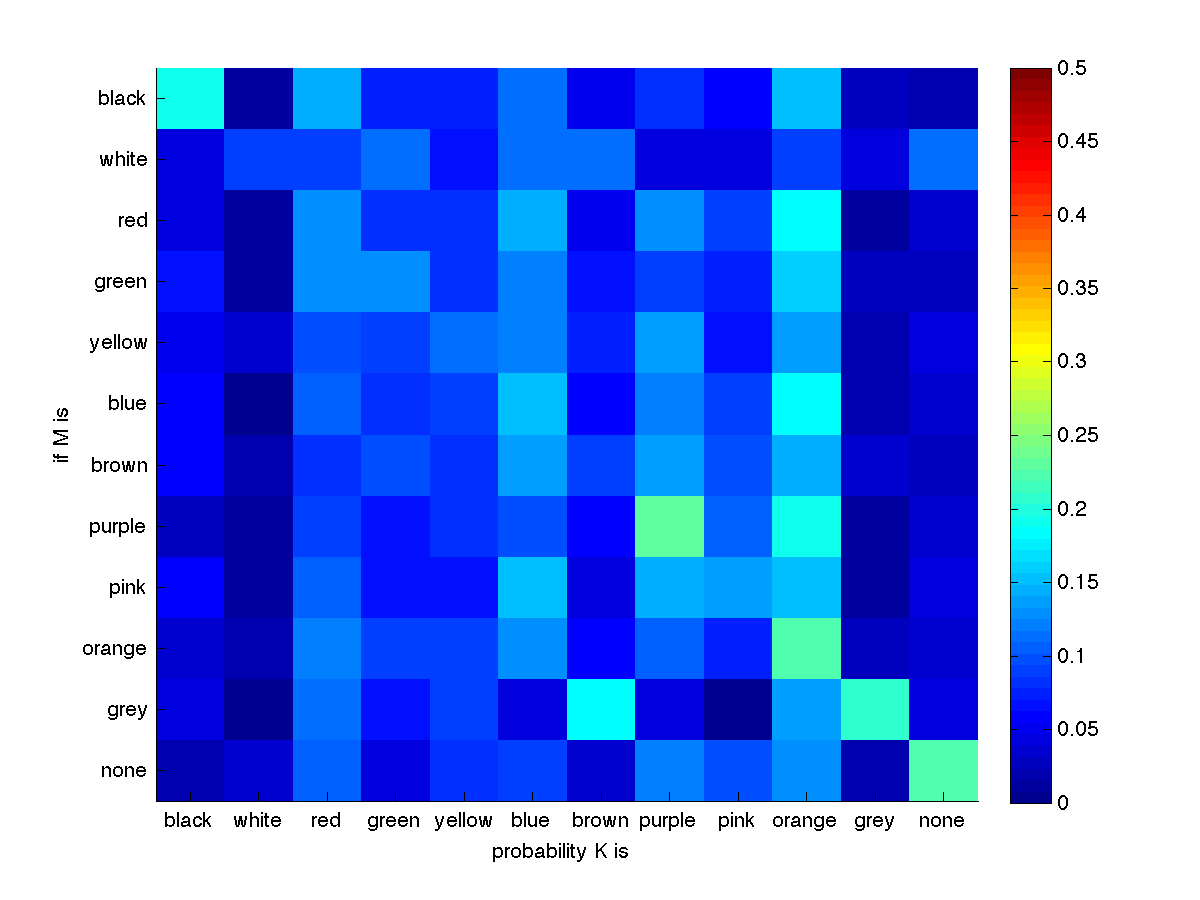 black
white
red
green
yellow
blue
brown
purple
pink
orange
grey
none
if M is
black white red green yellow blue brown purple pink orange grey none
probability K is
0.5
0.45
0.4
0.35
0.3
0.25
0.2
0.15
0.1
0.05
0